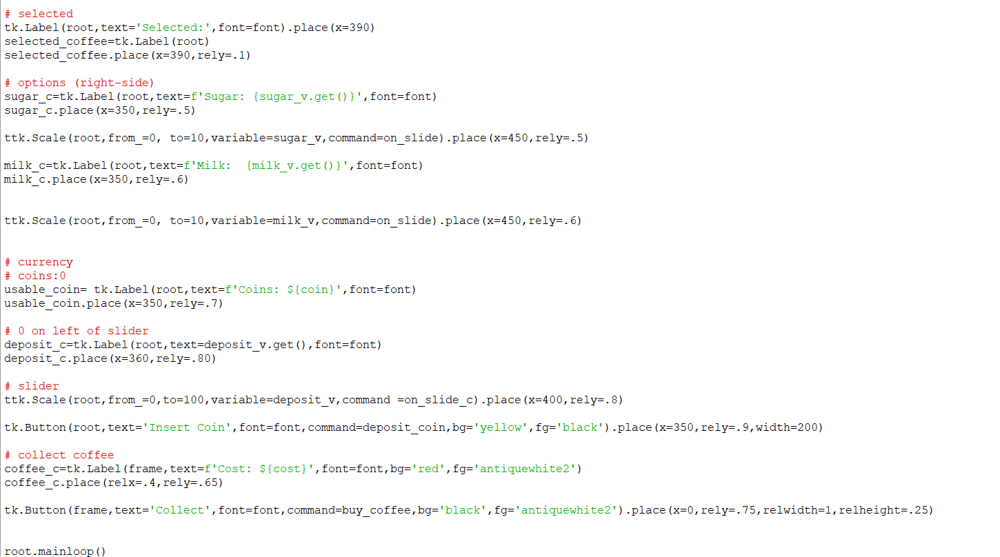 # selected
tk.Label(root,text='Selected:',font=font).place(x=390)
selected_coffee=tk.Label(root)
selected_coffee.place(x=390,rely=.1)
# options (right-side)
sugar_c=tk.Label(root,text=f'Sugar: {sugar_v.get()}',font=font)
sugar_c.place(x=350,rely=.5)
ttk.Scale(root,from_=0, to=10,variable=sugar_v,command=on_slide).place(x=450,rely=.5)
milk_c=tk.Label(root,text=f'Milk:  {milk_v.get()}',font=font)
milk_c.place(x=350,rely=.6)
ttk.Scale(root,from_=0, to=10,variable=milk_v,command=on_slide).place(x=450,rely=.6)
# currency
# coins:0
usable_coin= tk.Label(root,text=f'Coins: ${coin}',font=font)
usable_coin.place(x=350,rely=.7)
# 0 on left of slider
deposit_c=tk.Label(root,text=deposit_v.get(),font=font)
deposit_c.place(x=360,rely=.80)
# slider
ttk.Scale(root,from_=0,to=100,variable=deposit_v,command =on_slide_c).place(x=400,rely=.8)
tk.Button(root,text='Insert Coin',font=font,command=deposit_coin,bg='yellow',fg='black').place(x=350,rely=.9,width=200)
# collect coffee
coffee_c=tk.Label(frame,text=f'Cost: ${cost}',font=font,bg='red',fg='antiquewhite2')
coffee_c.place(relx=.4,rely=.65)
tk.Button(frame,text='Collect',font=font,command=buy_coffee,bg='black',fg='antiquewhite2').place(x=0,rely=.75,relwidth=1,relheight=.25)
root.mainloop()